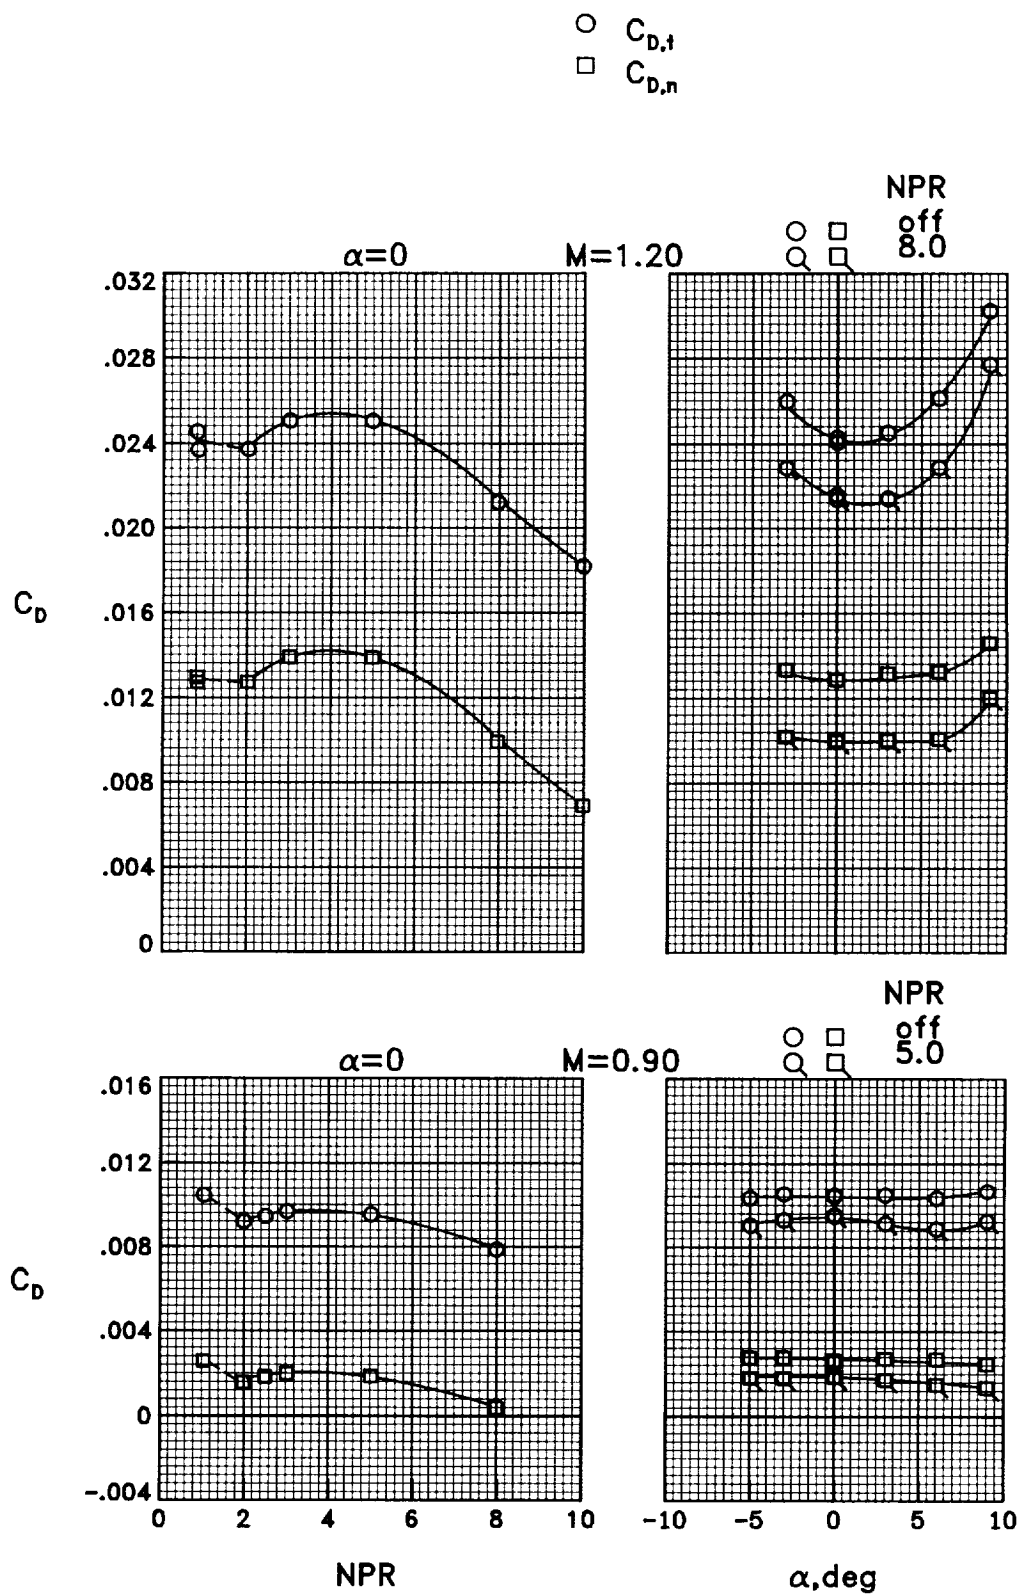 C_D,t
C_D,n
NPR
off
8.0
α=0 M=1.20
.032
.028
.024
.020
.016
.012
.008
.004
0
C_D
NPR
off
5.0
α=0 M=0.90
.016
.012
.008
.004
0
-.004
C_D
0 2 4 6 8 10
-10 -5 0 5 10
NPR
α,deg